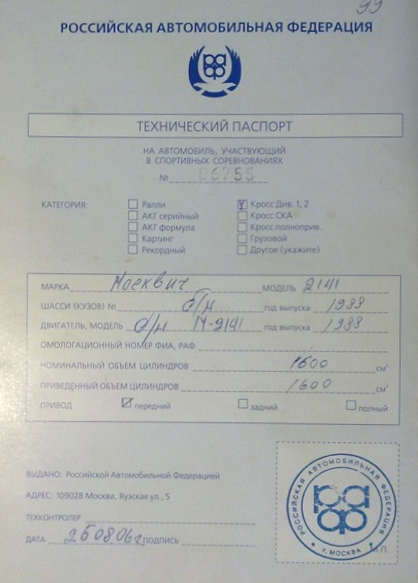 99
РОССИЙСКАЯ АВТОМОБИЛЬНАЯ ФЕДЕРАЦИЯ
ТЕХНИЧЕСКИЙ ПАСПОРТ
НА АВТОМОБИЛЬ, УЧАСТВУЮЩИЙ
В СПОРТИВНЫХ СОРЕВНОВАНИЯХ
№ 06755
КАТЕГОРИЯ: Ралли Кросс Див. 1, 2
АКГ серийный Кросс СКА
АКГ формула Кросс полноприв.
Картинг Грузовой
Рекордный Другое (укажите)
МАРКА Москвич МОДЕЛЬ 2141
ШАССИ (КУЗОВ) № б/н год выпуска 1988
ДВИГАТЕЛЬ, МОДЕЛЬ б/н М-2141 год выпуска 1988
ОМОЛОГАЦИОННЫЙ НОМЕР ФИА, РАФ
НОМИНАЛЬНЫЙ ОБЪЕМ ЦИЛИНДРОВ 1600 см³
ПРИВЕДЕННЫЙ ОБЪЕМ ЦИЛИНДРОВ 1600 см³
ПРИВОД передний задний полный
ВЫДАНО: Российской Автомобильной Федерацией
АДРЕС: 109028 Москва, Яузская ул., 5
ТЕХКОНТРОЛЕР
ДАТА 250806г ПОДПИСЬ
М.П.
РОССИЙСКАЯ АВТОМОБИЛЬНАЯ ФЕДЕРАЦИЯ
г. МОСКВА